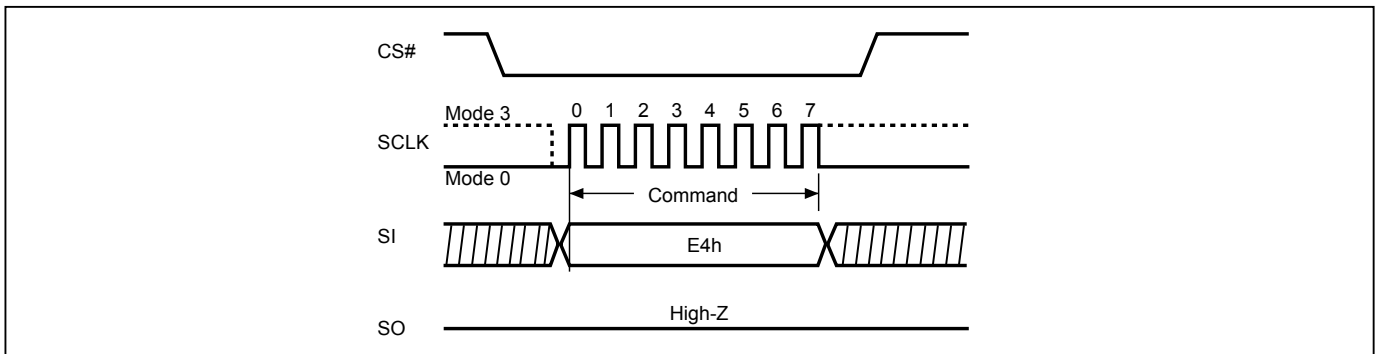 CS#
Mode 3
0 1 2 3 4 5 6 7
SCLK
Mode 0
Command
SI
E4h
High-Z
SO